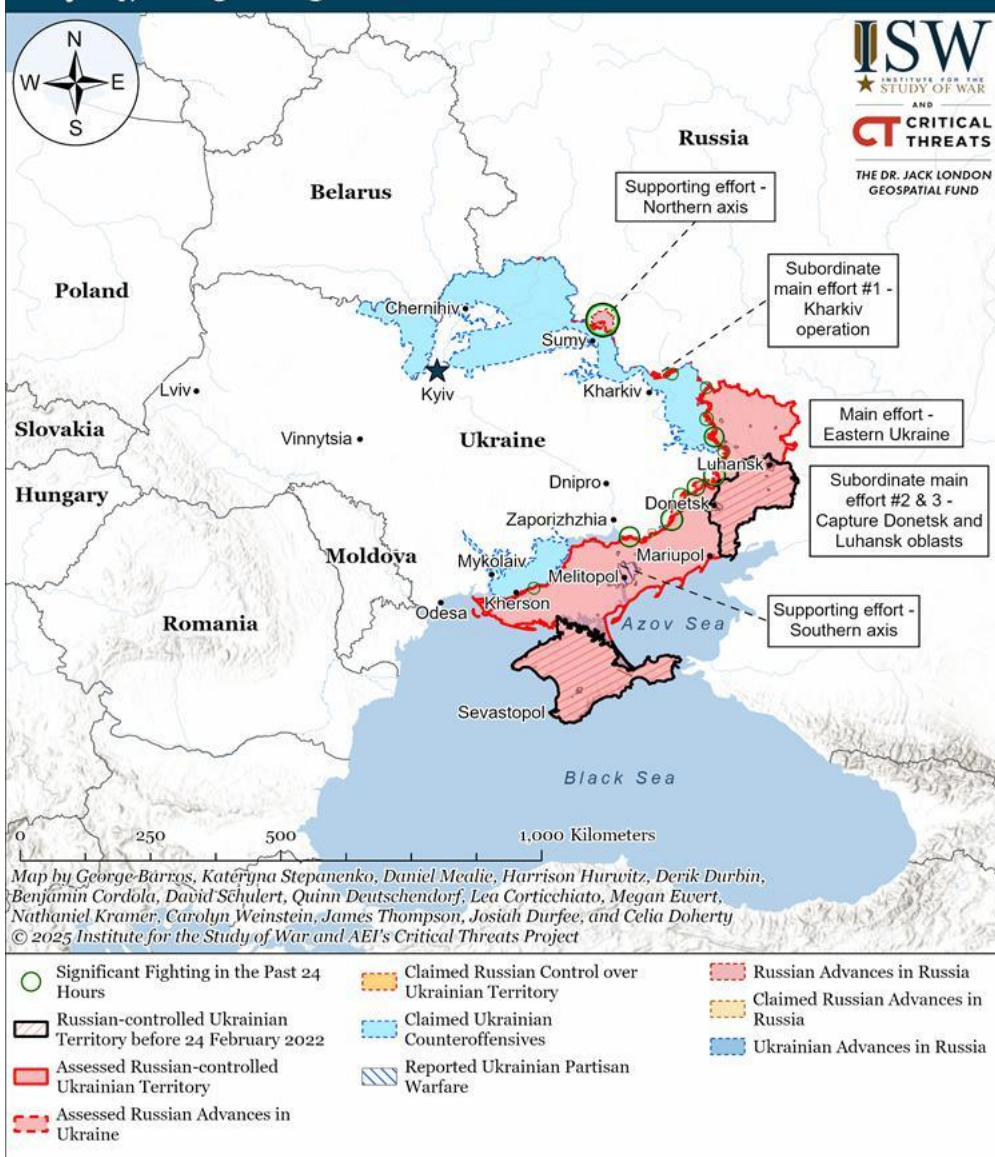 N
W
E
S
ISW
INSTITUTE FOR THE
STUDY OF WAR
AND
CT CRITICAL
THREATS
THE DR. JACK LONDON
GEOSPATIAL FUND
Russia
Supporting effort -
Northern axis
Belarus
Subordinate
main effort #1 -
Kharkiv
operation
Poland
Chernihiv
Sumy
Kyiv
Lviv
Kharkiv
Slovakia
Vinnytsia
Ukraine
Main effort -
Eastern Ukraine
Luhansk
Hungary
Dnipro
Donetsk
Subordinate main
effort #2 & 3 -
Capture Donetsk and
Luhansk oblasts
Zaporizhzhia
Moldova
Mykolaiv
Mariupol
Melitopol
Kherson
Odesa
Romania
Azov Sea
Supporting effort -
Southern axis
Sevastopol
Black Sea
0 250 500 1,000 Kilometers
Map by George Barros, Kateryna Stepanenko, Daniel Mealie, Harrison Hurwitz, Derik Durbin,
Benjamin Cordola, David Schulert, Quinn Deutschendorf, Lea Corticchiato, Megan Ewert,
Nathaniel Kramer, Carolyn Weinstein, James Thompson, Josiah Durfee, and Celia Doherty
© 2025 Institute for the Study of War and AEI's Critical Threats Project
Significant Fighting in the Past 24
Hours
Russian-controlled Ukrainian
Territory before 24 February 2022
Assessed Russian-controlled
Ukrainian Territory
Assessed Russian Advances in
Ukraine
Claimed Russian Control over
Ukrainian Territory
Claimed Ukrainian
Counteroffensives
Reported Ukrainian Partisan
Warfare
Russian Advances in Russia
Claimed Russian Advances in
Russia
Ukrainian Advances in Russia